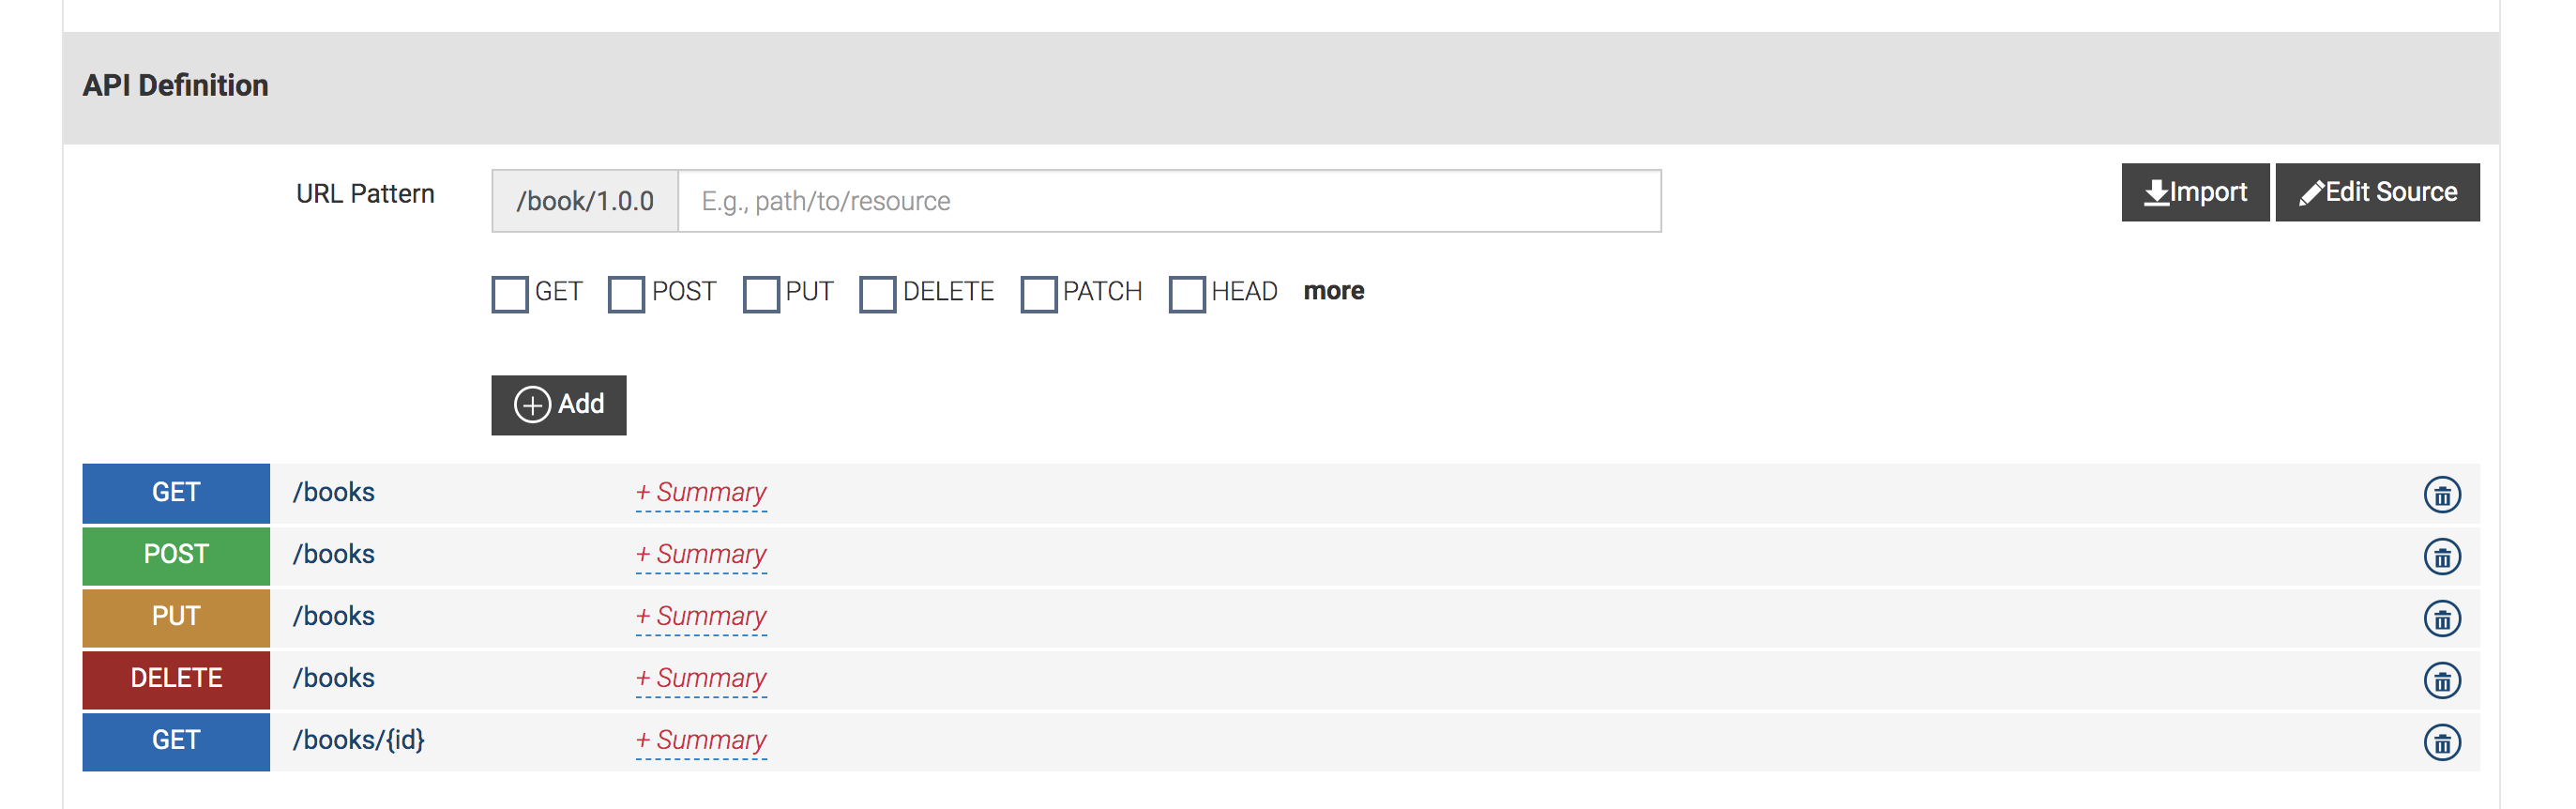 API Definition
URL Pattern /book/1.0.0 E.g., path/to/resource Import Edit Source
GET POST PUT DELETE PATCH HEAD more
Add
GET /books + Summary
POST /books + Summary
PUT /books + Summary
DELETE /books + Summary
GET /books/{id} + Summary